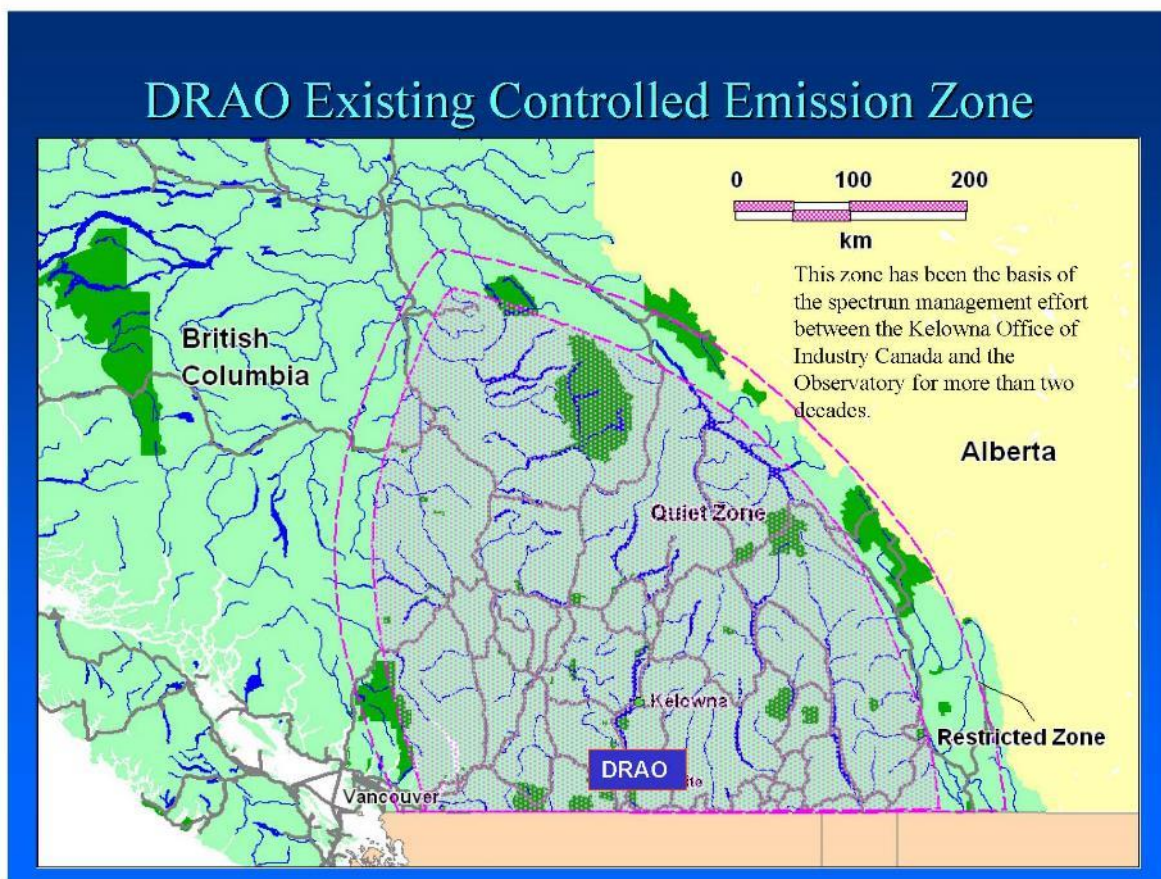 DRAO Existing Controlled Emission Zone
0 100 200
km
This zone has been the basis of
the spectrum management effort
between the Kelowna Office of
Industry Canada and the
Observatory for more than two
decades.
British
Columbia
Alberta
Quiet Zone
Kelowna
Restricted Zone
DRAO
Vancouver